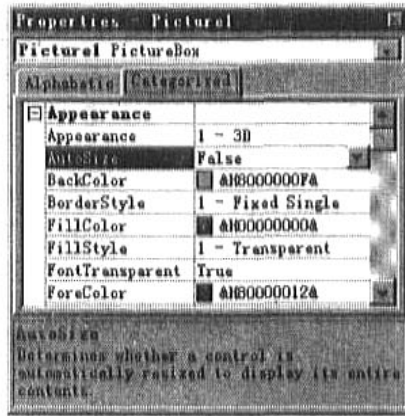 Properties - Picture1
Picture1 PictureBox
Alphabetic Categorized
Appearance
Appearance 1 - 3D
AutoSize False
BackColor &H8000000F&
BorderStyle 1 - Fixed Single
FillColor &H00000000&
FillStyle 1 - Transparent
FontTransparent True
ForeColor &H80000012&
AutoSize
Determines whether a control is
automatically resized to display its entire
contents.